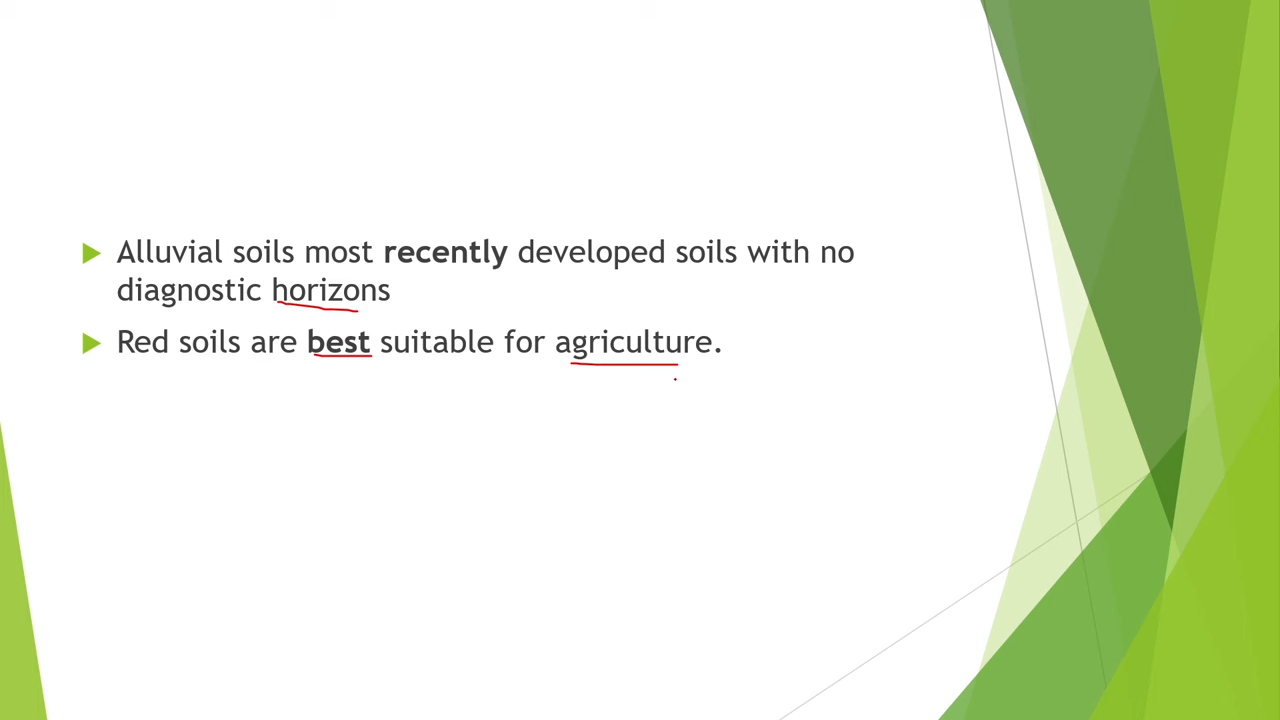 Alluvial soils most recently developed soils with no
diagnostic horizons
Red soils are best suitable for agriculture.